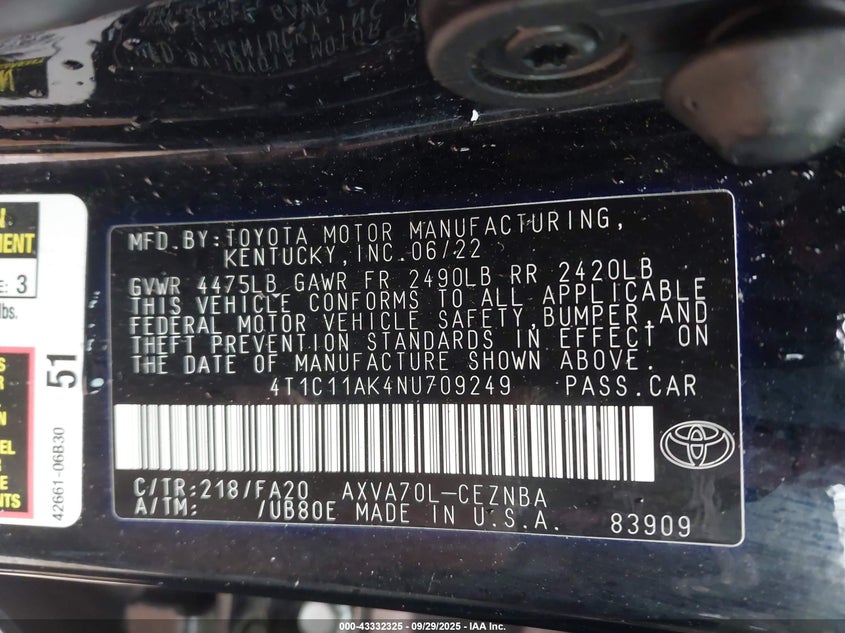 MFD.BY:TOYOTA MOTOR MANUFACTURING,
KENTUCKY,INC.06/22
GVWR 4475LB GAWR FR 2490LB RR 2420LB
THIS VEHICLE CONFORMS TO ALL APPLICABLE
FEDERAL MOTOR VEHICLE SAFETY,BUMPER,AND
THEFT PREVENTION STANDARDS IN EFFECT ON
THE DATE OF MANUFACTURE SHOWN ABOVE.
4T1C11AK4NU709249 PASS.CAR
C/TR:218/FA20 AXVA70L-CEZNBA
A/TM: /UB80E MADE IN U.S.A. 83909
E: 3
lbs.
51
42661-06B30
000-43332325 - 09/29/2025 - IAA Inc.